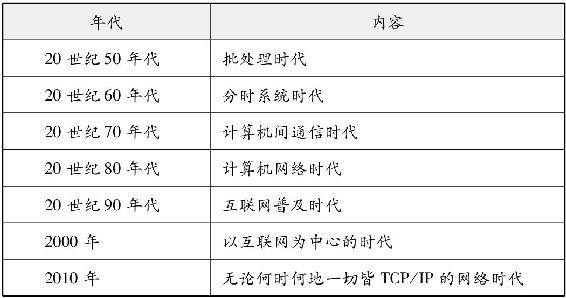 年代 内容
20 世纪 50 年代 批处理时代
20 世纪 60 年代 分时系统时代
20 世纪 70 年代 计算机间通信时代
20 世纪 80 年代 计算机网络时代
20 世纪 90 年代 互联网普及时代
2000 年 以互联网为中心的时代
2010 年 无论何时何地一切皆 TCP/IP 的网络时代